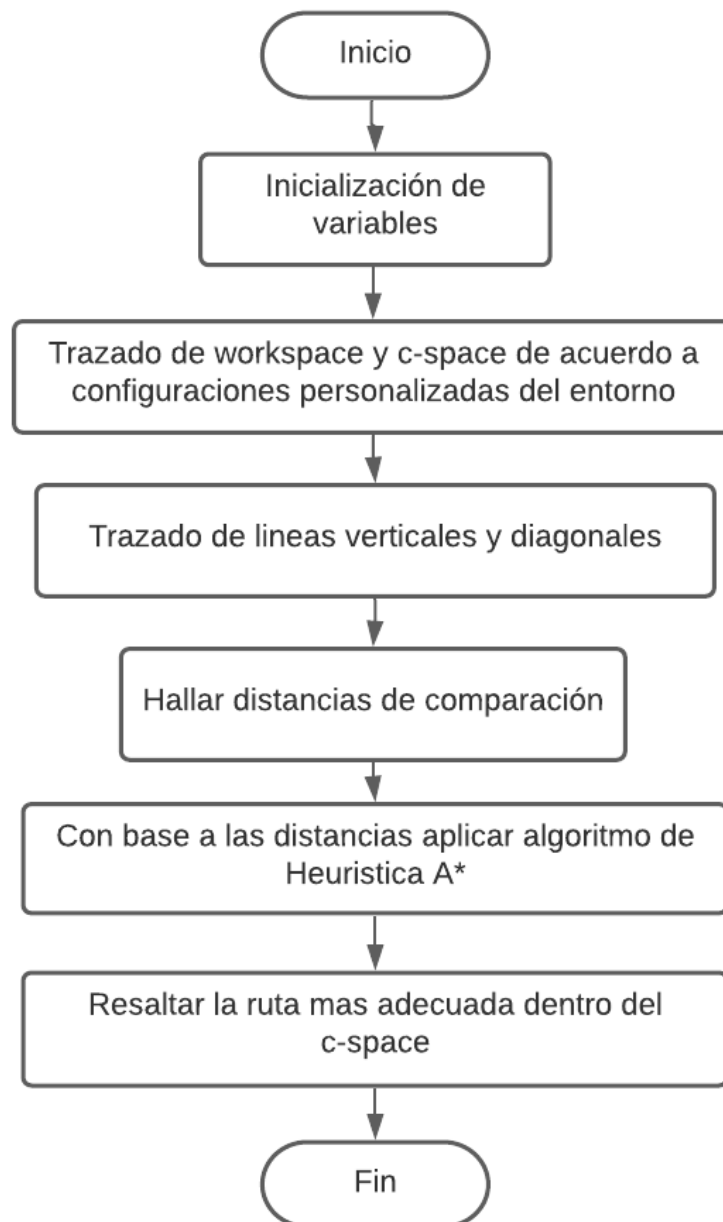 Inicio
Inicialización de
variables
Trazado de workspace y c-space de acuerdo a
configuraciones personalizadas del entorno
Trazado de lineas verticales y diagonales
Hallar distancias de comparación
Con base a las distancias aplicar algoritmo de
Heuristica A*
Resaltar la ruta mas adecuada dentro del
c-space
Fin